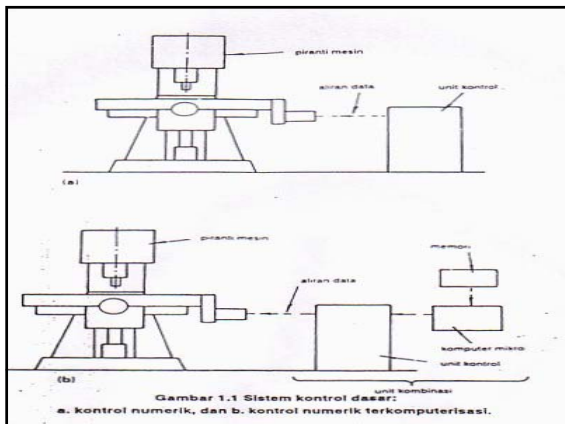 piranti mesin
aliran data
unit kontrol
(a)
piranti mesin
memori
aliran data
komputer mikro
unit kontrol
(b)
unit kombinasi
Gambar 1.1 Sistem kontrol dasar:
a. kontrol numerik, dan b. kontrol numerik terkomputerisasi.